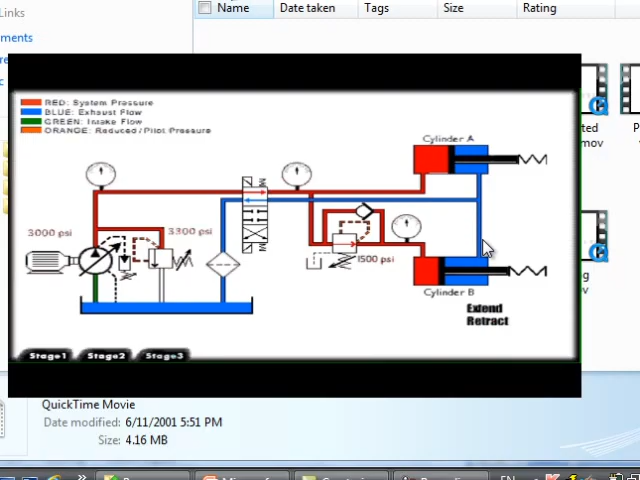 Links
Name Date taken Tags Size Rating
ments
RED: System Pressure
BLUE: Exhaust Flow
GREEN: Intake Flow
ORANGE: Reduced/Pilot Pressure
Cylinder A
ted
P
.mov
3000 psi
3300 psi
1500 psi
g
Cylinder B
Extend
Retract
Stage1 Stage2 Stage3
QuickTime Movie
Date modified: 6/11/2001 5:51 PM
Size: 4.16 MB
EN